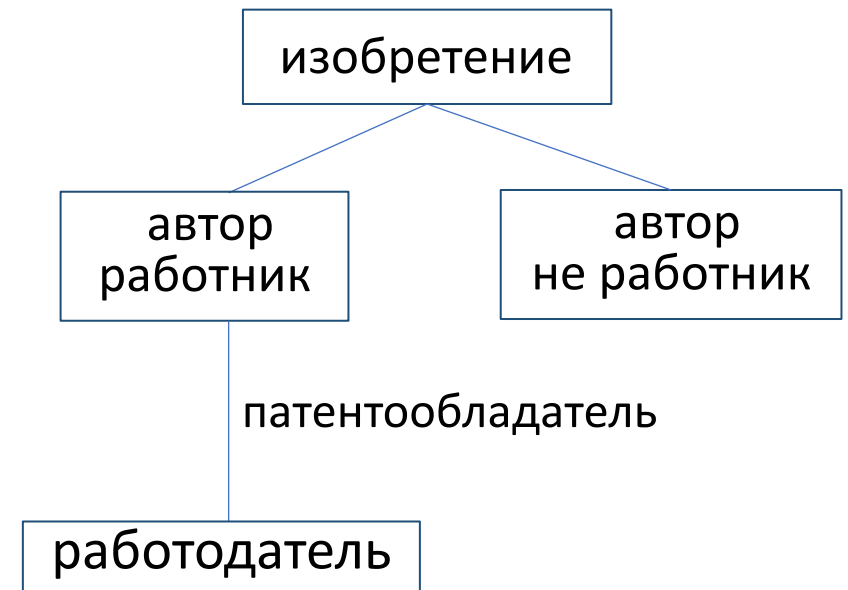 изобретение
автор
работник
автор
не работник
патентообладатель
работодатель